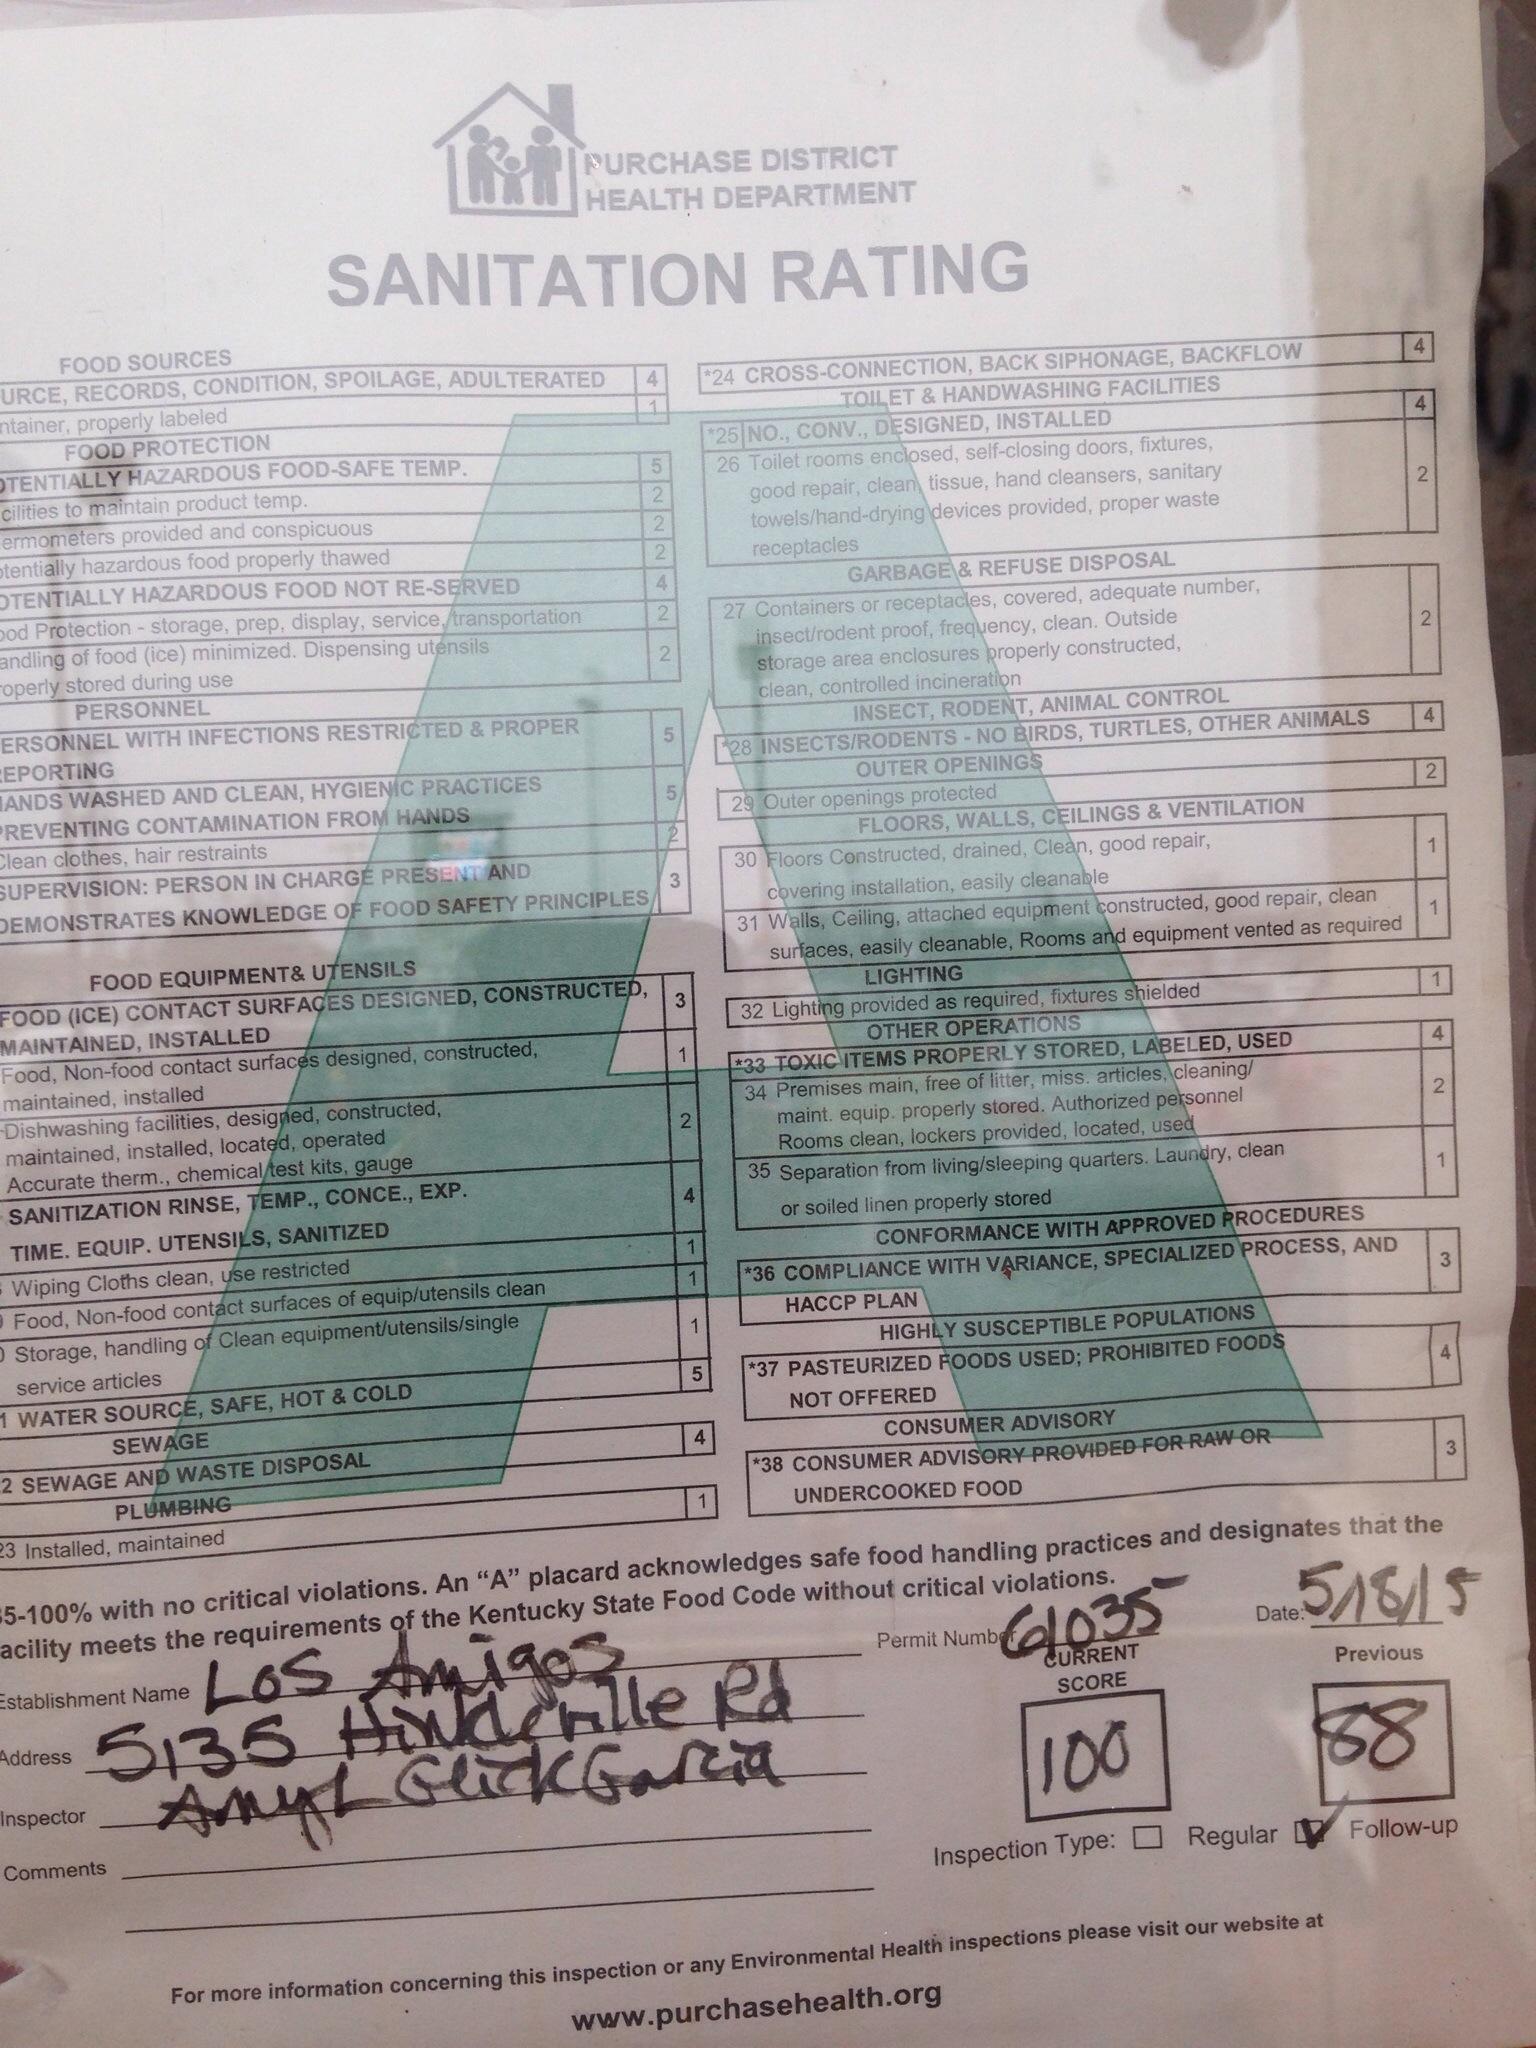 PURCHASE DISTRICT
HEALTH DEPARTMENT
SANITATION RATING
FOOD SOURCES
URCE, RECORDS, CONDITION, SPOILAGE, ADULTERATED 4
ntainer, properly labeled 1
FOOD PROTECTION
OTENTIALLY HAZARDOUS FOOD-SAFE TEMP. 5
cilities to maintain product temp. 2
ermometers provided and conspicuous 2
otentially hazardous food properly thawed 2
OTENTIALLY HAZARDOUS FOOD NOT RE-SERVED 4
ood Protection - storage, prep, display, service, transportation 2
andling of food (ice) minimized. Dispensing utensils 2
roperly stored during use
PERSONNEL
ERSONNEL WITH INFECTIONS RESTRICTED & PROPER 5
EPORTING
HANDS WASHED AND CLEAN, HYGIENIC PRACTICES 5
PREVENTING CONTAMINATION FROM HANDS
Clean clothes, hair restraints 2
SUPERVISION: PERSON IN CHARGE PRESENT AND 3
DEMONSTRATES KNOWLEDGE OF FOOD SAFETY PRINCIPLES
FOOD EQUIPMENT& UTENSILS
FOOD (ICE) CONTACT SURFACES DESIGNED, CONSTRUCTED, 3
MAINTAINED, INSTALLED
Food, Non-food contact surfaces designed, constructed, 1
maintained, installed
Dishwashing facilities, designed, constructed, 2
maintained, installed, located, operated
Accurate therm., chemical test kits, gauge
SANITIZATION RINSE, TEMP., CONCE., EXP. 4
TIME. EQUIP. UTENSILS, SANITIZED
Wiping Cloths clean, use restricted 1
Food, Non-food contact surfaces of equip/utensils clean 1
Storage, handling of Clean equipment/utensils/single 1
service articles
1 WATER SOURCE, SAFE, HOT & COLD 5
SEWAGE
2 SEWAGE AND WASTE DISPOSAL 4
PLUMBING
23 Installed, maintained 1
*24 CROSS-CONNECTION, BACK SIPHONAGE, BACKFLOW 4
TOILET & HANDWASHING FACILITIES
*25 NO., CONV., DESIGNED, INSTALLED 4
26 Toilet rooms enclosed, self-closing doors, fixtures, 2
good repair, clean, tissue, hand cleansers, sanitary
towels/hand-drying devices provided, proper waste
receptacles
GARBAGE & REFUSE DISPOSAL
27 Containers or receptacles, covered, adequate number, 2
insect/rodent proof, frequency, clean. Outside
storage area enclosures properly constructed,
clean, controlled incineration
INSECT, RODENT, ANIMAL CONTROL
*28 INSECTS/RODENTS - NO BIRDS, TURTLES, OTHER ANIMALS 4
OUTER OPENINGS
29 Outer openings protected 2
FLOORS, WALLS, CEILINGS & VENTILATION
30 Floors Constructed, drained, Clean, good repair, 1
covering installation, easily cleanable
31 Walls, Ceiling, attached equipment constructed, good repair, clean 1
surfaces, easily cleanable, Rooms and equipment vented as required
LIGHTING
32 Lighting provided as required, fixtures shielded 1
OTHER OPERATIONS
*33 TOXIC ITEMS PROPERLY STORED, LABELED, USED 4
34 Premises main, free of litter, misс. articles, cleaning/ 2
maint. equip. properly stored. Authorized personnel
Rooms clean, lockers provided, located, used
35 Separation from living/sleeping quarters. Laundry, clean 1
or soiled linen properly stored
CONFORMANCE WITH APPROVED PROCEDURES
*36 COMPLIANCE WITH VARIANCE, SPECIALIZED PROCESS, AND 3
HACCP PLAN
HIGHLY SUSCEPTIBLE POPULATIONS
*37 PASTEURIZED FOODS USED; PROHIBITED FOODS 4
NOT OFFERED
CONSUMER ADVISORY
*38 CONSUMER ADVISORY PROVIDED FOR RAW OR 3
UNDERCOOKED FOOD
A
85-100% with no critical violations. An “A” placard acknowledges safe food handling practices and designates that the
acility meets the requirements of the Kentucky State Food Code without critical violations.
Establishment Name Los Amigos Permit Number 61035 Date: 5/18/15
Address 5135 Hinkleville Rd
Inspector Amy L Glick Garcia
Comments
CURRENT
SCORE
100
Previous
88
Inspection Type: Regular Follow-up
For more information concerning this inspection or any Environmental Health inspections please visit our website at
www.purchasehealth.org